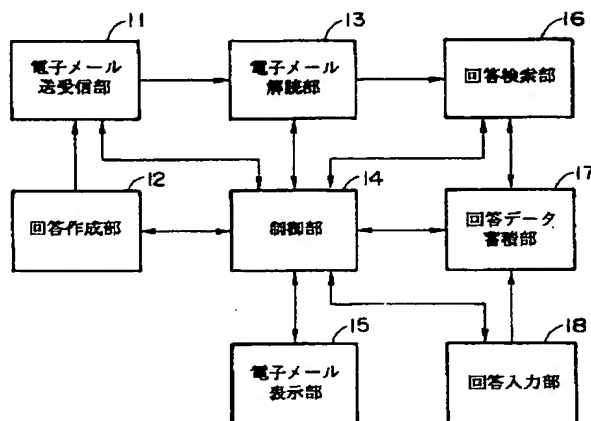 11
電子メール
送受信部
13
電子メール
解読部
16
回答検索部
12
回答作成部
14
制御部
17
回答データ
蓄積部
15
電子メール
表示部
18
回答入力部